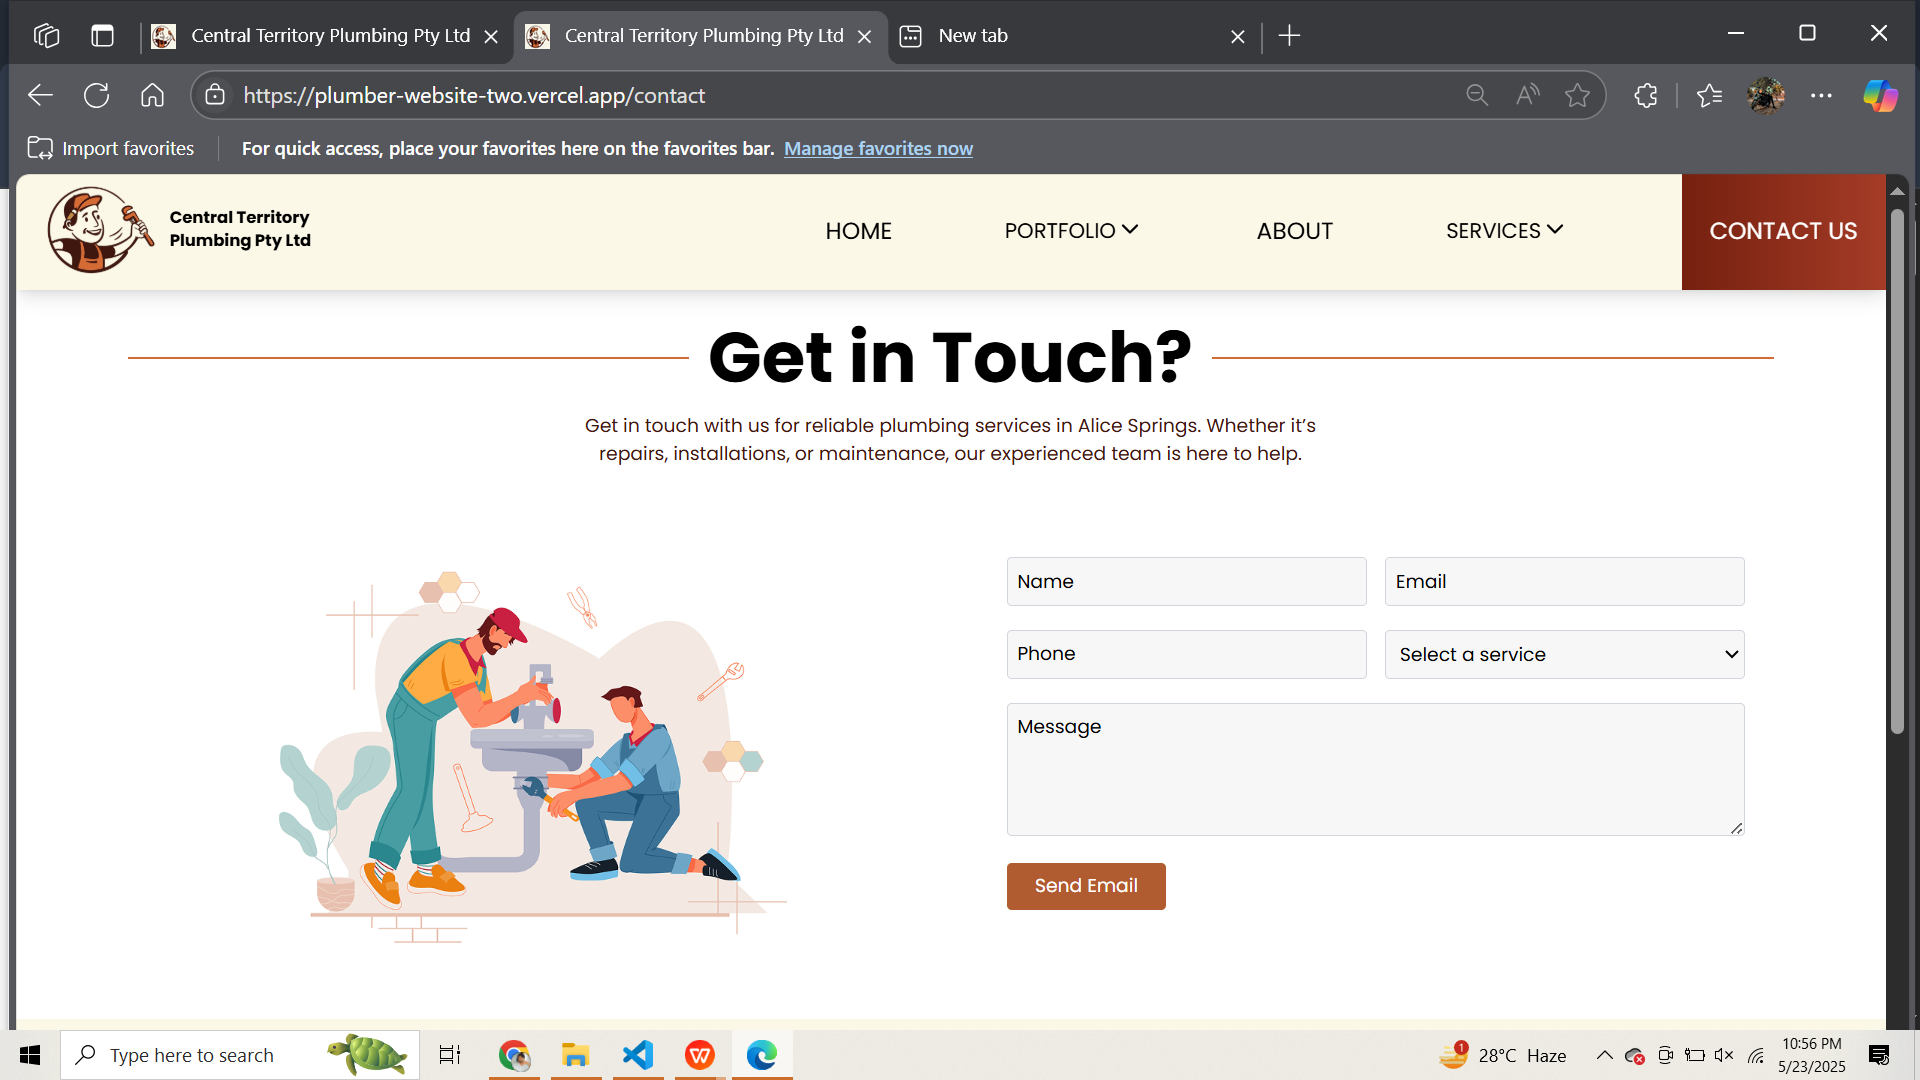 Central Territory Plumbing Pty Ltd
Central Territory Plumbing Pty Ltd
New tab
https://plumber-website-two.vercel.app/contact
Import favorites
For quick access, place your favorites here on the favorites bar. Manage favorites now
Central Territory
Plumbing Pty Ltd
HOME
PORTFOLIO
ABOUT
SERVICES
CONTACT US
Get in Touch?
Get in touch with us for reliable plumbing services in Alice Springs. Whether it’s
repairs, installations, or maintenance, our experienced team is here to help.
Name
Email
Phone
Select a service
Message
Send Email
Type here to search
1
28°C Haze
10:56 PM
5/23/2025